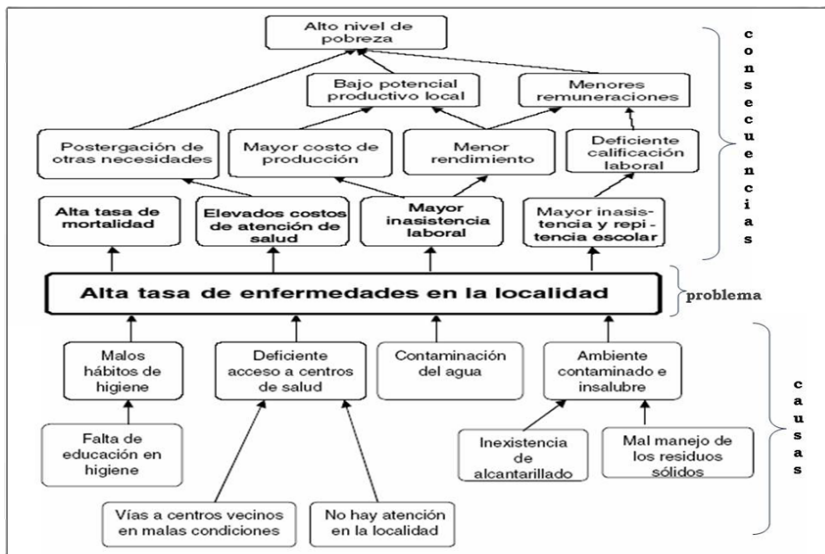 Alto nivel de
pobreza
Bajo potencial
productivo local
Menores
remuneraciones
Postergación de
otras necesidades
Mayor costo de
producción
Menor
rendimiento
Deficiente
calificación
laboral
Alta tasa de
mortalidad
Elevados costos
de atención de
salud
Mayor
inasistencia
laboral
Mayor inasis-
tencia y repi -
tencia escolar
consecuencias
Alta tasa de enfermedades en la localidad
problema
Malos
hábitos de
higiene
Deficiente
acceso a centros
de salud
Contaminación
del agua
Ambiente
contaminado e
insalubre
Falta de
educación en
higiene
Inexistencia
de
alcantarillado
Mal manejo de
los residuos
sólidos
Vías a centros vecinos
en malas condiciones
No hay atención
en la localidad
causas